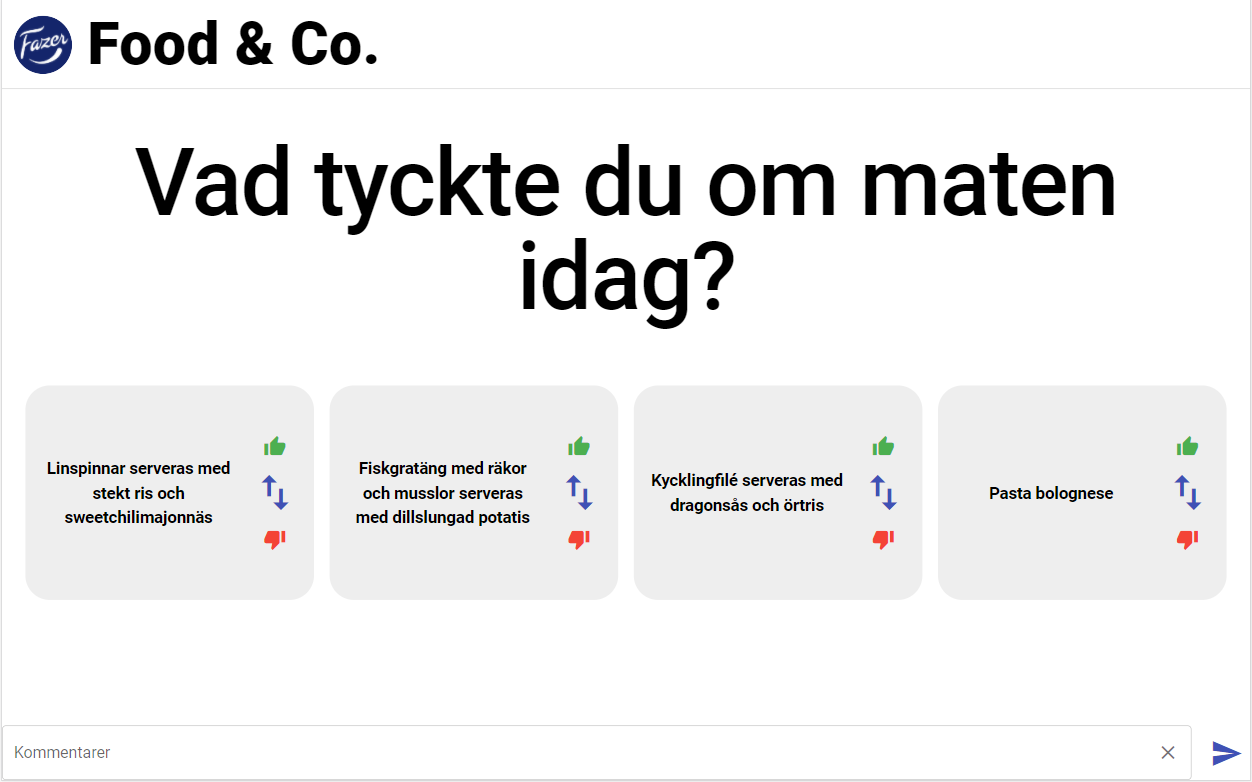 Fazer
Food & Co.
Vad tyckte du om maten
idag?
Linspinnar serveras med
stekt ris och
sweetchilimajonnäs
Fiskgratäng med räkor
och musslor serveras
med dillslungad potatis
Kycklingfilé serveras med
dragonsås och örtris
Pasta bolognese
Kommentarer